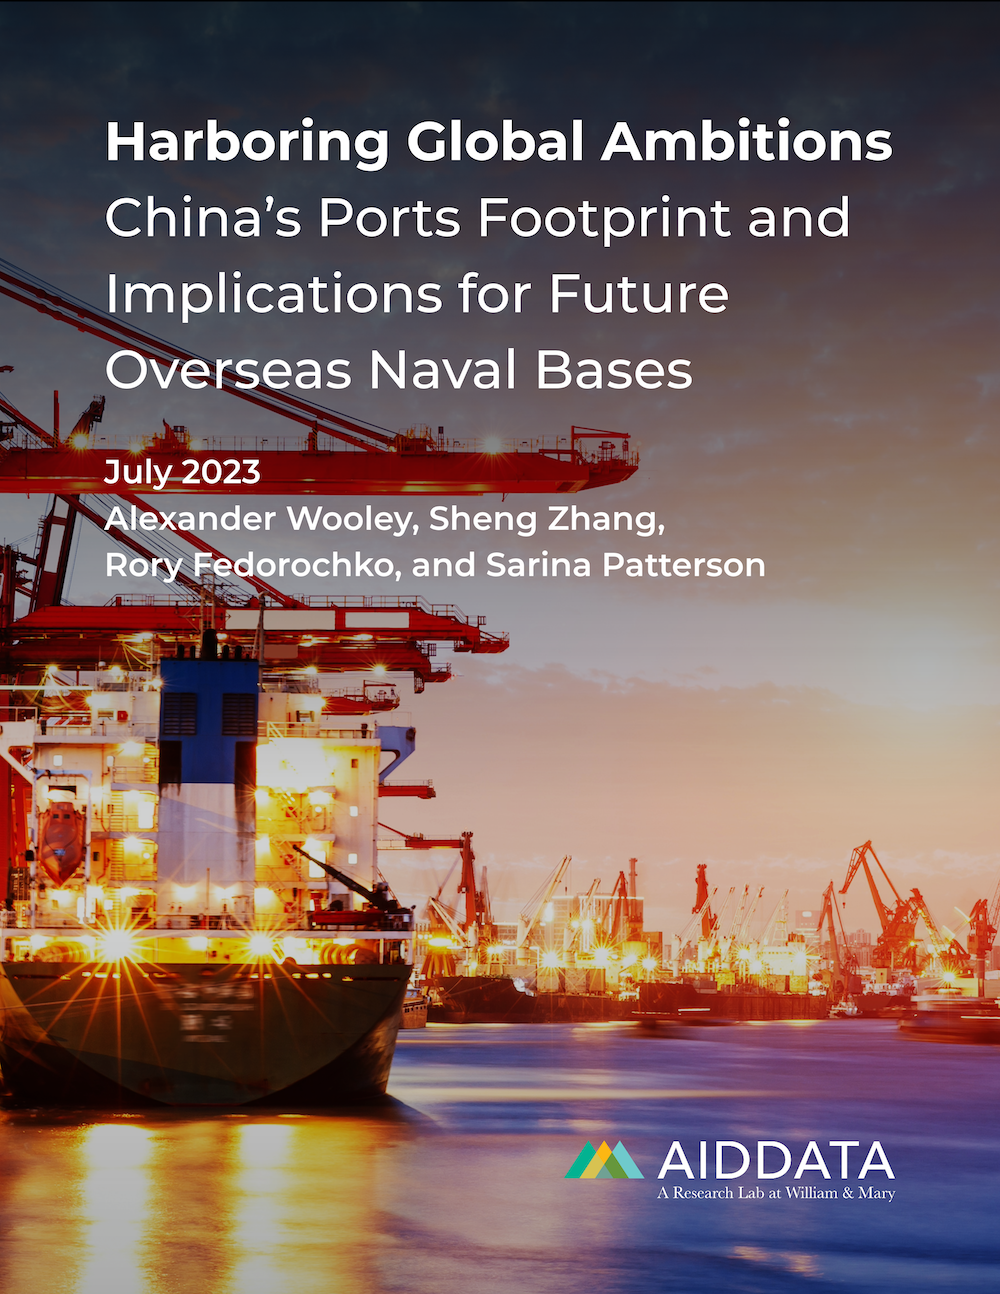 Harboring Global Ambitions
China’s Ports Footprint and
Implications for Future
Overseas Naval Bases
July 2023
Alexander Wooley, Sheng Zhang,
Rory Fedorochko, and Sarina Patterson
AIDDATA
A Research Lab at William & Mary